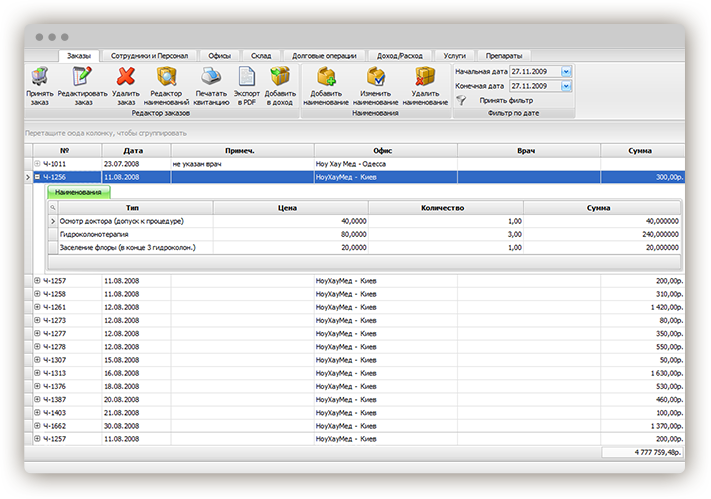 Заказы Сотрудники и Персонал Офисы Склад Долговые операции Доход/Расход Услуги Препараты
Принять заказ
Редактировать заказ
Удалить заказ
Редактор наименований
Печатать квитанцию
Экспорт в PDF
Добавить в доход
Редактор заказов
Добавить наименование
Изменить наименование
Удалить наименование
Наименования
Начальная дата 27.11.2009
Конечная дата 27.11.2009
Принять фильтр
Фильтр по дате
Перетащите сюда колонку, чтобы сгруппировать
№ Дата Примеч. Офис Врач Сумма
Ч-1011 23.07.2008 не указан врач Ноу Хау Мед - Одесса
Ч-1256 11.08.2008 НоуХауМед - Киев 300,00р.
Наименования
Тип Цена Количество Сумма
Осмотр доктора (допуск к процедуре) 40,0000 1,00 40,000000
Гидроколонотерапия 80,0000 3,00 240,000000
Заселение флоры (в конце 3 гидроколон.) 20,0000 1,00 20,000000
Ч-1257 11.08.2008 НоуХауМед - Киев 200,00р.
Ч-1258 11.08.2008 НоуХауМед - Киев 310,00р.
Ч-1261 12.08.2008 НоуХауМед - Киев 1 420,00р.
Ч-1273 12.08.2008 НоуХауМед - Киев 80,00р.
Ч-1277 12.08.2008 НоуХауМед - Киев 350,00р.
Ч-1278 12.08.2008 НоуХауМед - Киев 550,00р.
Ч-1307 15.08.2008 НоуХауМед - Киев 50,00р.
Ч-1313 16.08.2008 НоуХауМед - Киев 1 630,00р.
Ч-1376 18.08.2008 НоуХауМед - Киев 530,00р.
Ч-1387 20.08.2008 НоуХауМед - Киев 460,00р.
Ч-1403 21.08.2008 НоуХауМед - Киев 100,00р.
Ч-1662 30.08.2008 НоуХауМед - Киев 1 370,00р.
Ч-1257 11.08.2008 НоуХауМед - Киев 200,00р.
4 777 759,48р.